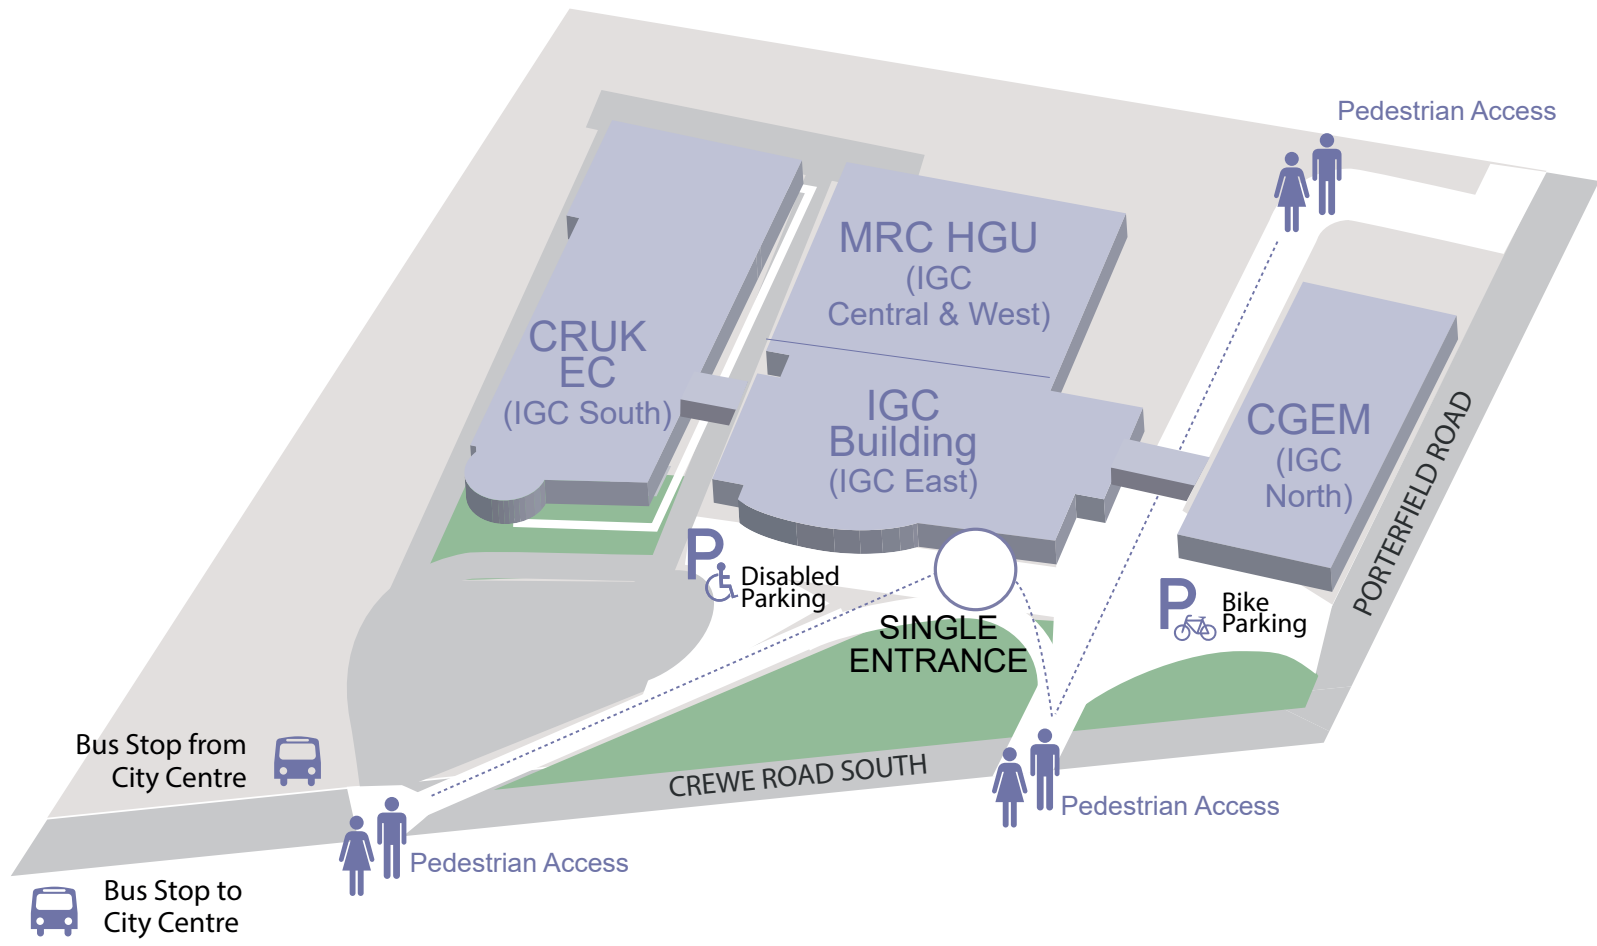 Pedestrian Access
MRC HGU
(IGC
Central & West)
CRUK
EC
(IGC South)
IGC
Building
(IGC East)
CGEM
(IGC
North)
PORTERFIELD ROAD
P
Disabled
Parking
P
Bike
Parking
SINGLE
ENTRANCE
Bus Stop from
City Centre
CREWE ROAD SOUTH
Pedestrian Access
Pedestrian Access
Bus Stop to
City Centre